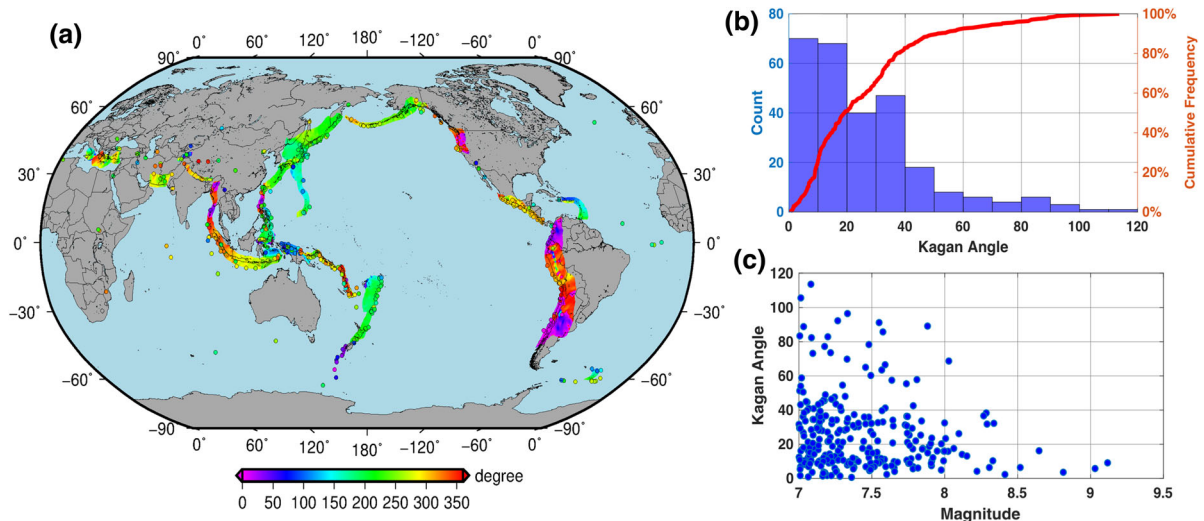 (a)
0° 60° 120° 180° −120° −60° 0°
90°
60°
30°
0°
−30°
−60°
−90°
60°
30°
0°
−30°
−60°
−90°
0° 60° 120° 180° −120° −60° 0°
0 50 100 150 200 250 300 350
degree
(b)
80
60
40
20
0
Count
100%
80%
60%
40%
20%
0%
Cumulative Frequency
0 20 40 60 80 100 120
Kagan Angle
(c)
120
100
80
60
40
20
0
Kagan Angle
7 7.5 8 8.5 9 9.5
Magnitude